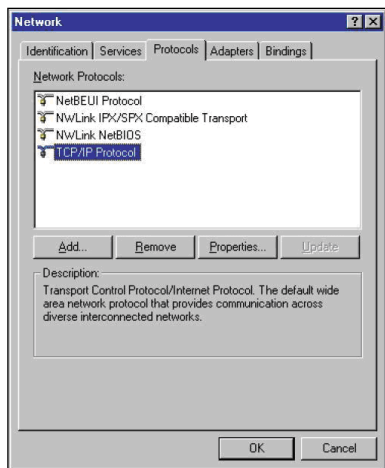 Network
Identification Services Protocols Adapters Bindings
Network Protocols:
NetBEUI Protocol
NWLink IPX/SPX Compatible Transport
NWLink NetBIOS
TCP/IP Protocol
Add... Remove Properties... Update
Description:
Transport Control Protocol/Internet Protocol. The default wide
area network protocol that provides communication across
diverse interconnected networks.
OK Cancel